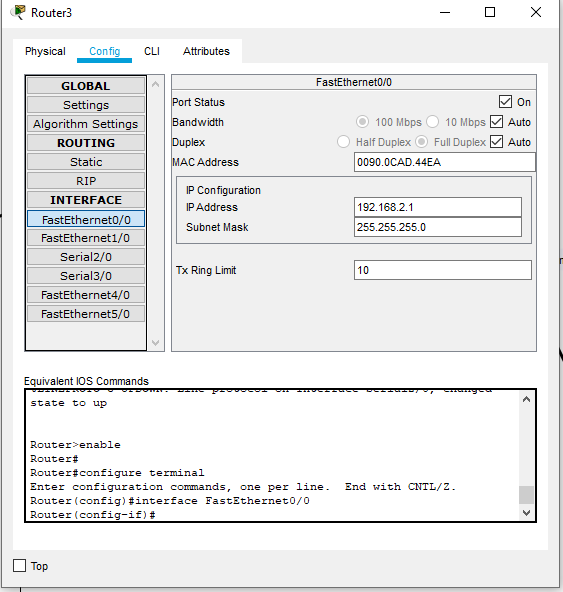 Router3
Physical Config CLI Attributes
GLOBAL
Settings
Algorithm Settings
ROUTING
Static
RIP
INTERFACE
FastEthernet0/0
FastEthernet1/0
Serial2/0
Serial3/0
FastEthernet4/0
FastEthernet5/0
FastEthernet0/0
Port Status On
Bandwidth 100 Mbps 10 Mbps Auto
Duplex Half Duplex Full Duplex Auto
MAC Address 0090.0CAD.44EA
IP Configuration
IP Address 192.168.2.1
Subnet Mask 255.255.255.0
Tx Ring Limit 10
Equivalent IOS Commands
state to up
Router>enable
Router#
Router#configure terminal
Enter configuration commands, one per line. End with CNTL/Z.
Router(config)#interface FastEthernet0/0
Router(config-if)#
Top